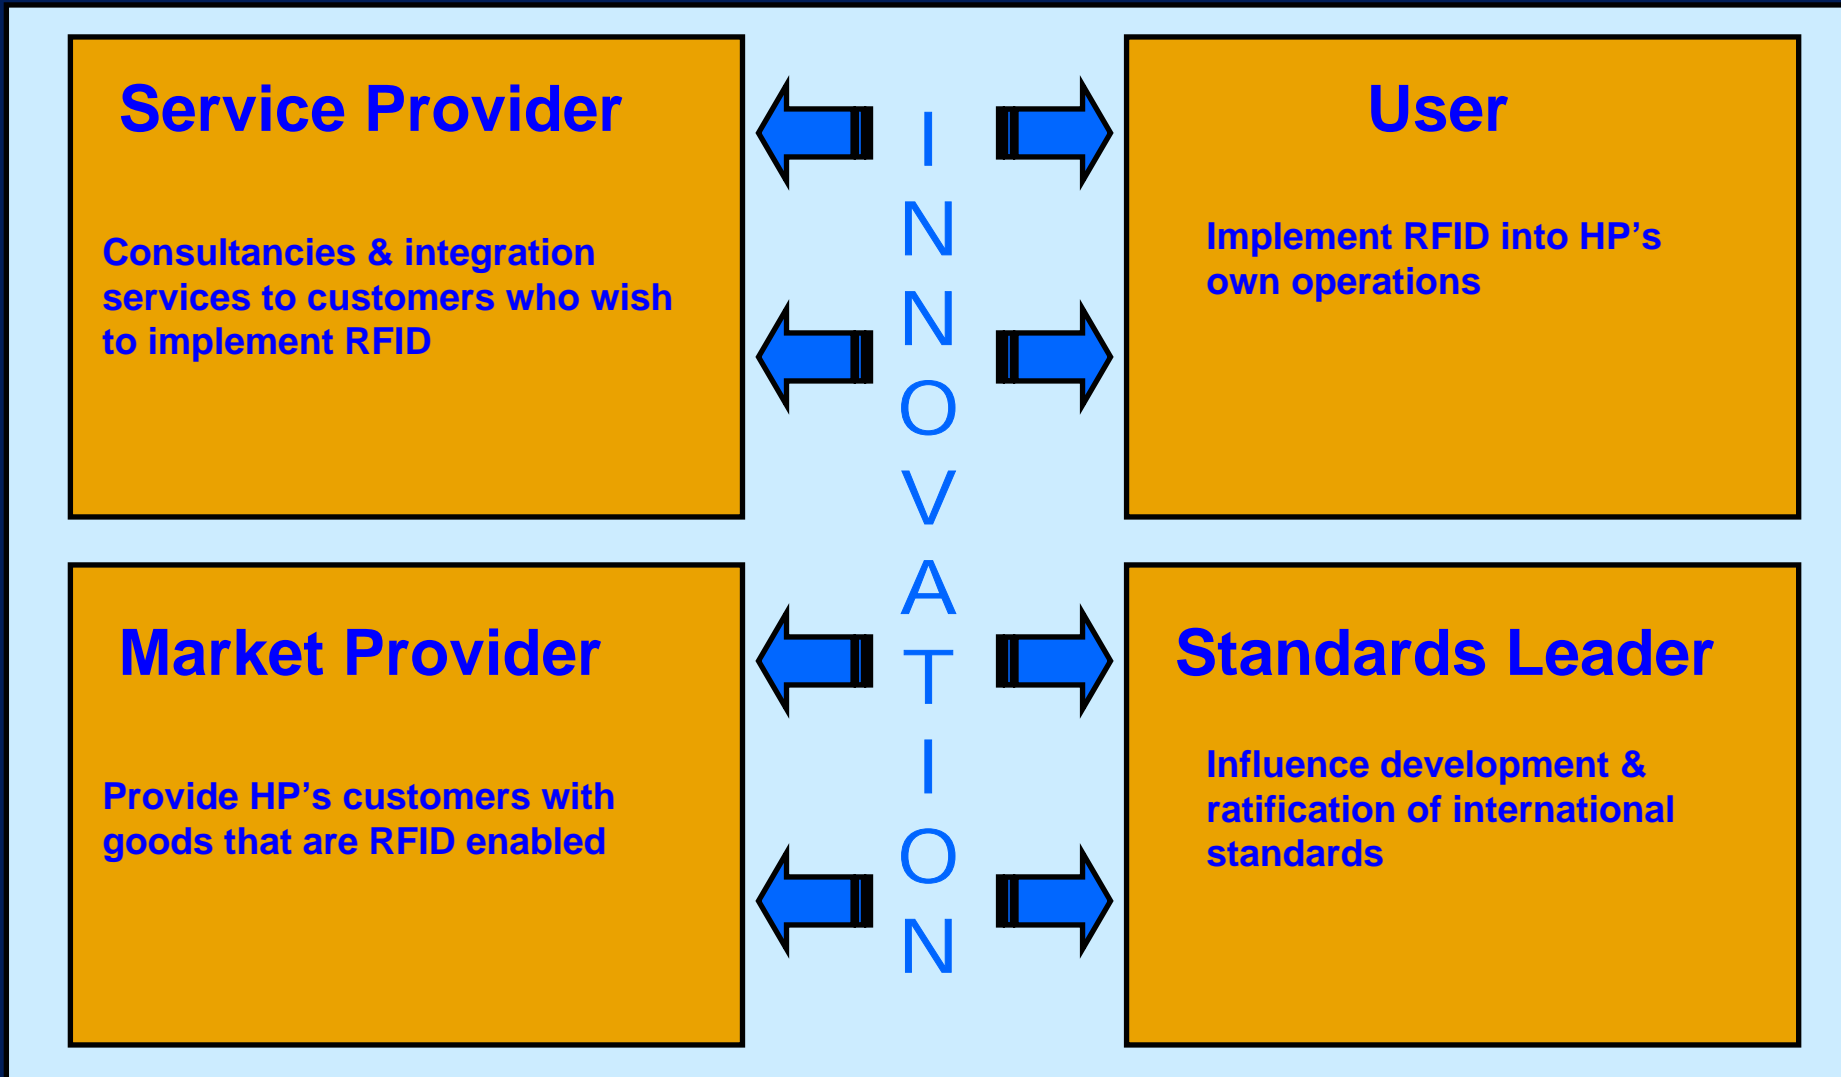 Service Provider
Consultancies & integration
services to customers who wish
to implement RFID
User
Implement RFID into HP’s
own operations
I
N
N
O
V
A
T
I
O
N
Market Provider
Provide HP’s customers with
goods that are RFID enabled
Standards Leader
Influence development &
ratification of international
standards